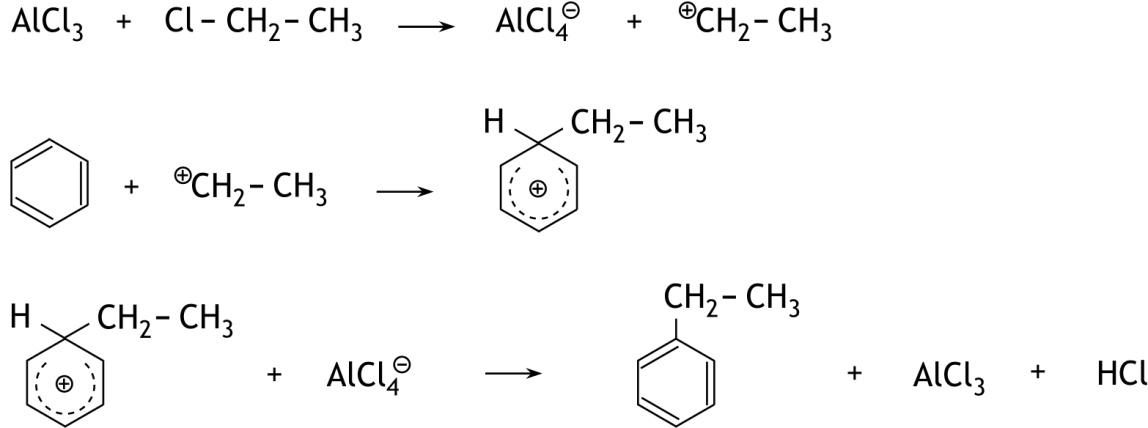 AlCl₃ + Cl – CH₂ – CH₃ ⟶ AlCl₄⊖ + ⊕CH₂ – CH₃
H CH₂ – CH₃
+ ⊕CH₂ – CH₃ ⟶ ⊕
CH₂ – CH₃
H CH₂ – CH₃
⊕ + AlCl₄⊖ ⟶ + AlCl₃ + HCl